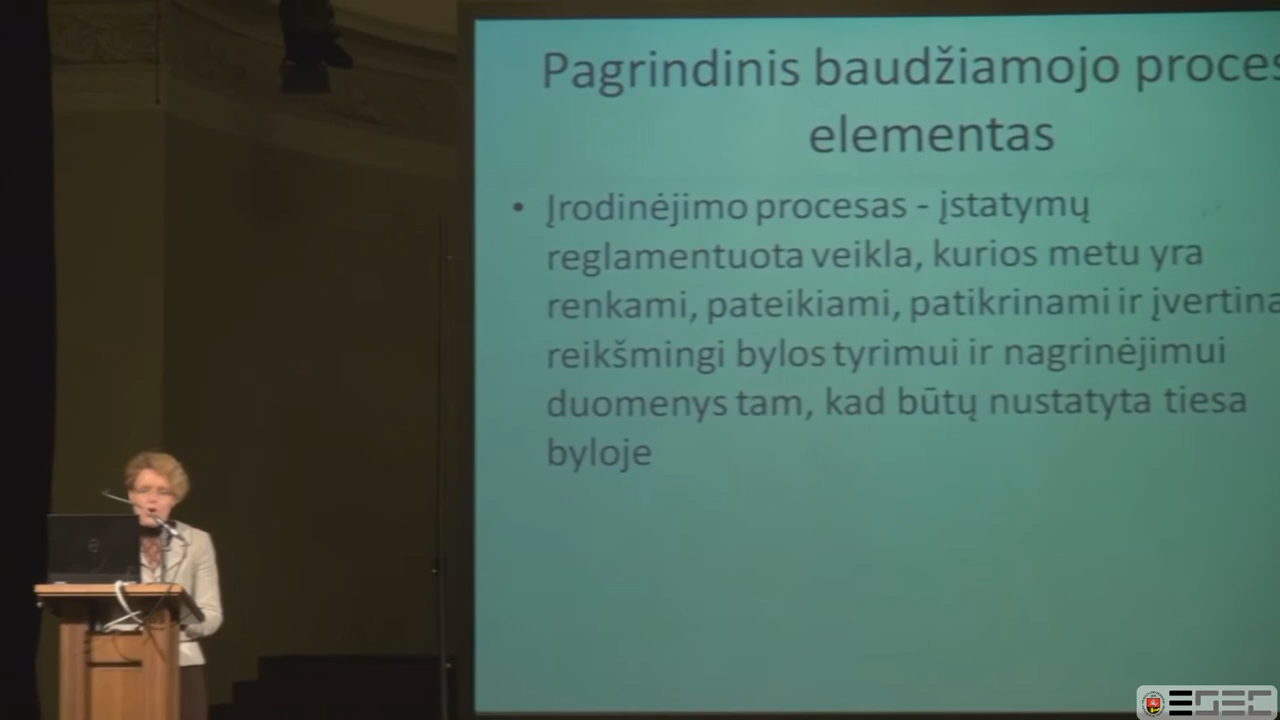 Pagrindinis baudžiamojo proces
elementas
• Įrodinėjimo procesas - įstatymų
reglamentuota veikla, kurios metu yra
renkami, pateikiami, patikrinami ir įvertina
reikšmingi bylos tyrimui ir nagrinėjimui
duomenys tam, kad būtų nustatyta tiesa
byloje